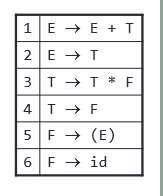 1 E → E + T
2 E → T
3 T → T * F
4 T → F
5 F → (E)
6 F → id